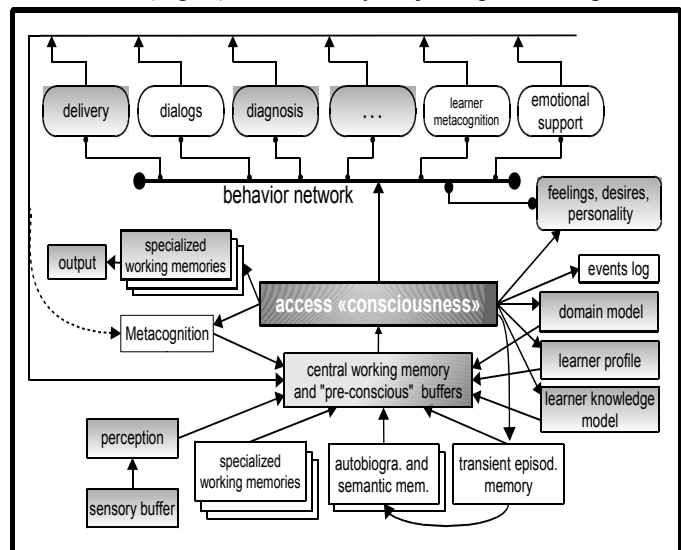 delivery
dialogs
diagnosis
...
learner
metacognition
emotional
support
behavior network
feelings, desires,
personality
output
specialized
working memories
events log
access «consciousness»
domain model
Metacognition
central working memory
and "pre-conscious" buffers
learner profile
learner knowledge
model
perception
specialized
working memories
autobiogra. and
semantic mem.
transient episod.
memory
sensory buffer